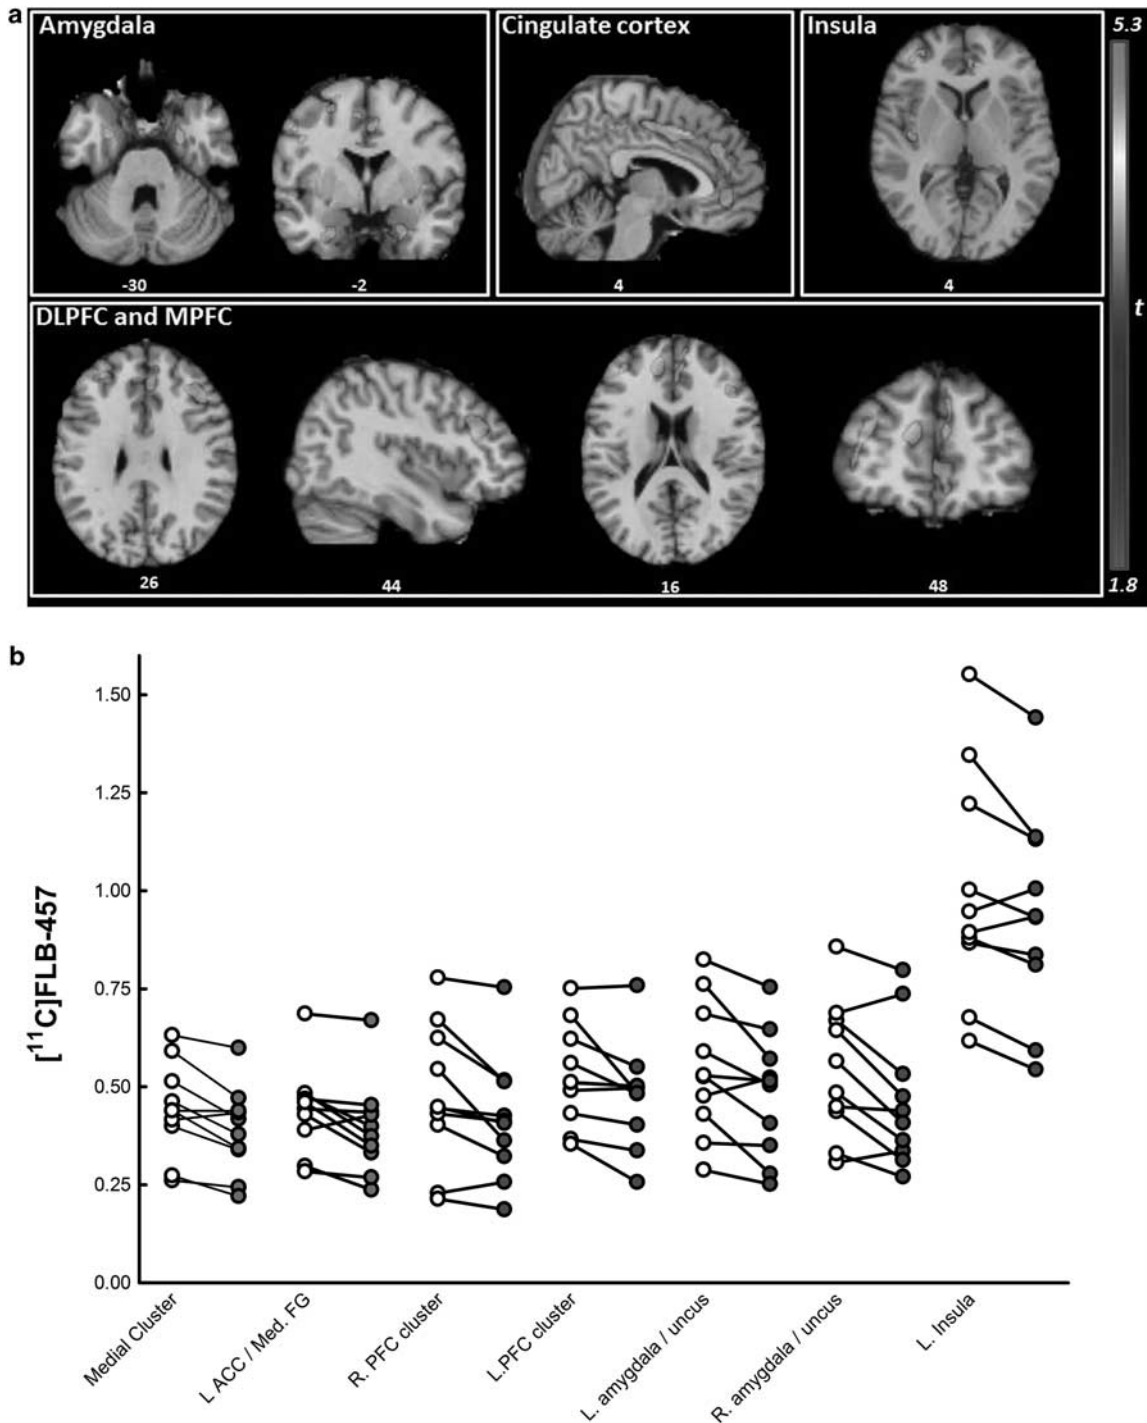 a
Amygdala
Cingulate cortex
Insula
5.3
-30
-2
4
4
t
DLPFC and MPFC
26
44
16
48
1.8
b
[¹¹C]FLB-457
1.50
1.25
1.00
0.75
0.50
0.25
0.00
Medial Cluster
L ACC / Med. FG
R. PFC cluster
L.PFC cluster
L. amygdala / uncus
R. amygdala / uncus
L. Insula